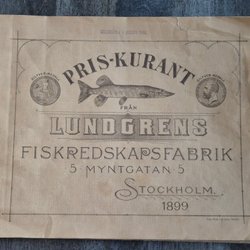 PRIS-KURANT
FRÅN
LUNDGRENS
FISKREDSKAPSFABRIK
5 MYNTGATAN 5
STOCKHOLM.
1899